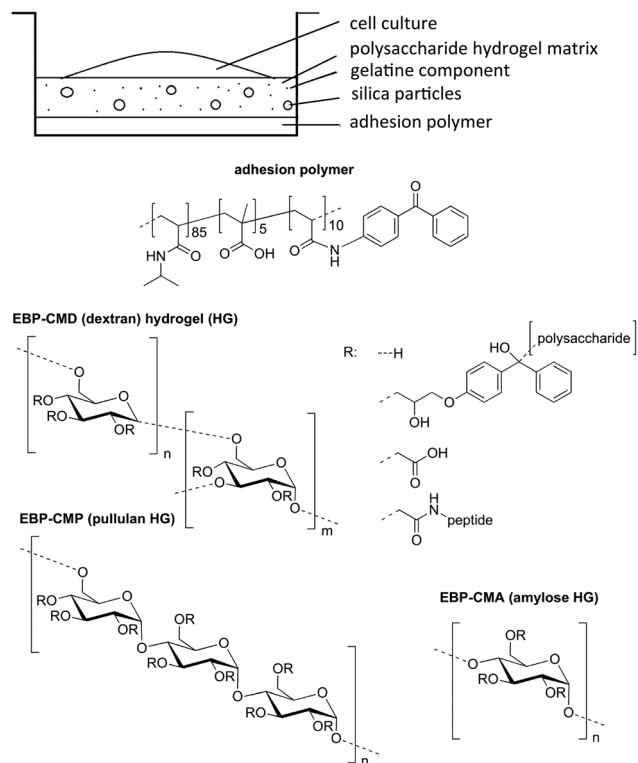 cell culture
polysaccharide hydrogel matrix
gelatine component
silica particles
adhesion polymer
adhesion polymer
85
5
10
O
HN
O
O
OH
O
N
H
EBP-CMD (dextran) hydrogel (HG)
R: ---H
HO
polysaccharide
O
O
RO
RO
OR
n
O
OH
O
O
RO
O
OR
O
m
OH
O
H
N
peptide
O
EBP-CMP (pullulan HG)
O
O
RO
RO
OR
O
OR
O
RO
OR
O
OR
O
RO
OR
O
n
EBP-CMA (amylose HG)
OR
O
O
RO
OR
O
n